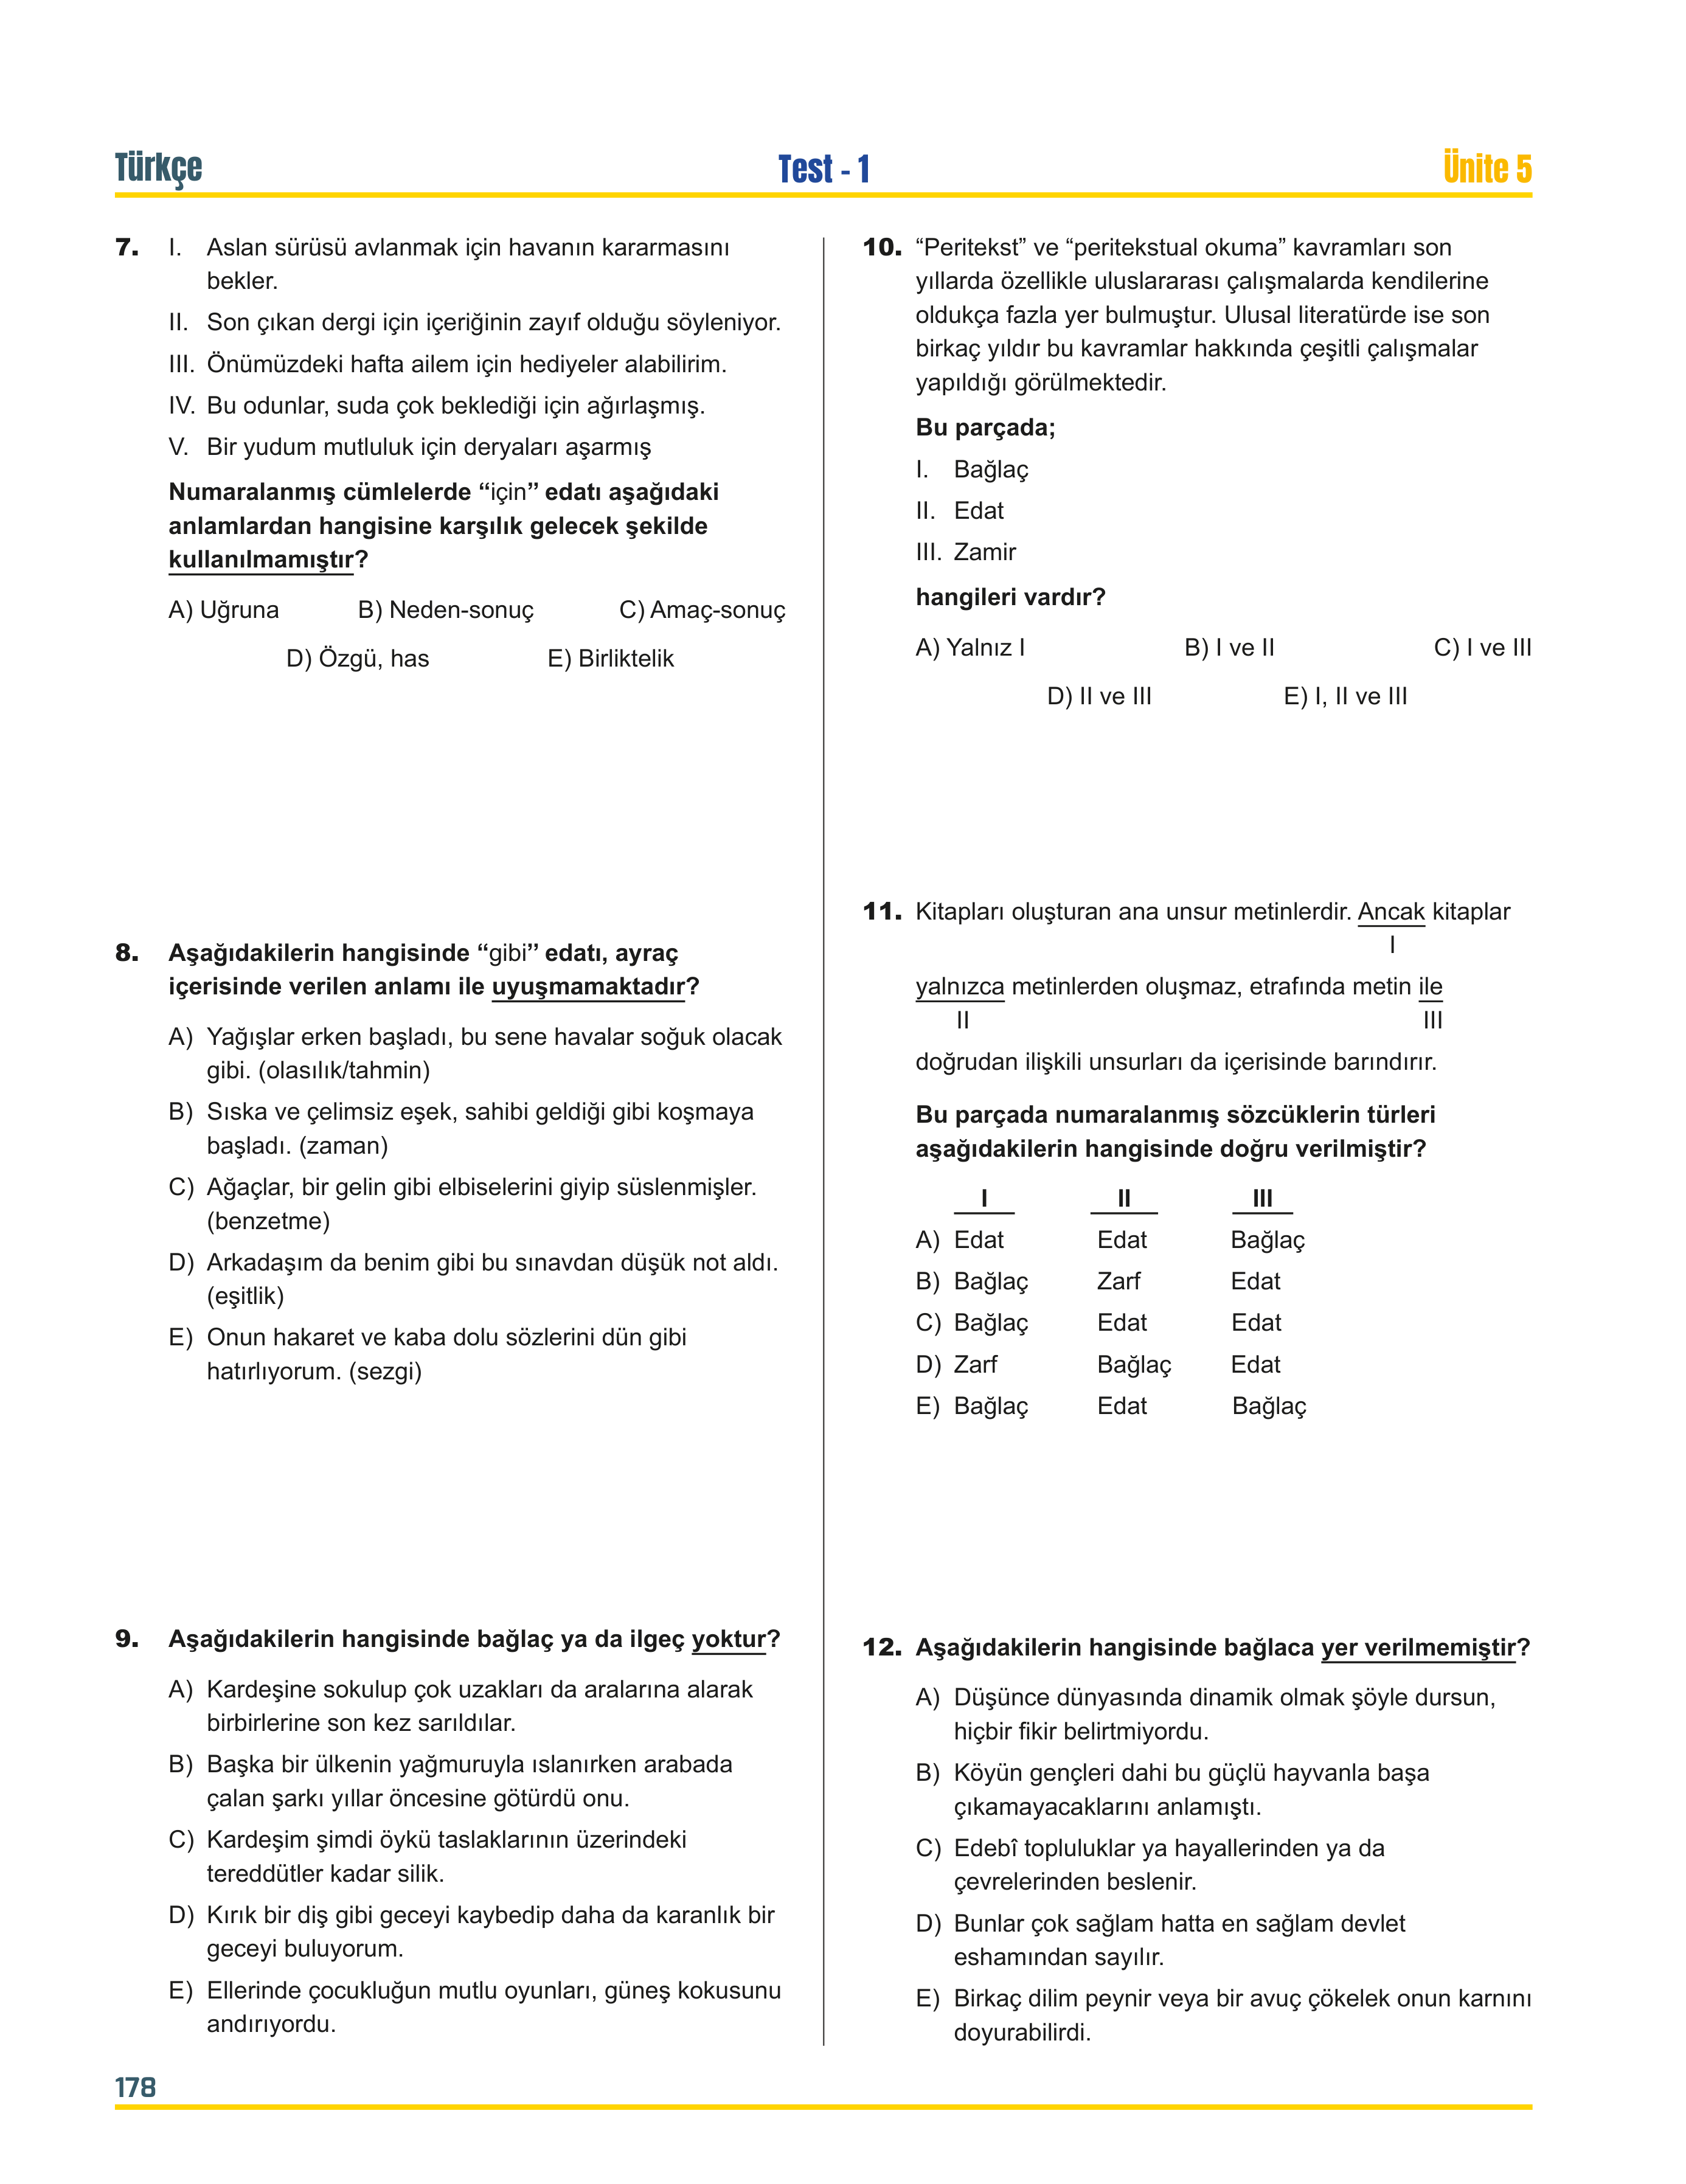 Türkçe
Test - 1
Ünite 5
7. I. Aslan sürüsü avlanmak için havanın kararmasını
bekler.
II. Son çıkan dergi için içeriğinin zayıf olduğu söyleniyor.
III. Önümüzdeki hafta ailem için hediyeler alabilirim.
IV. Bu odunlar, suda çok beklediği için ağırlaşmış.
V. Bir yudum mutluluk için deryaları aşarmış
Numaralanmış cümlelerde “için” edatı aşağıdaki
anlamlardan hangisine karşılık gelecek şekilde
kullanılmamıştır?
A) Uğruna B) Neden-sonuç C) Amaç-sonuç
D) Özgü, has E) Birliktelik
8. Aşağıdakilerin hangisinde “gibi” edatı, ayraç
içerisinde verilen anlamı ile uyuşmamaktadır?
A) Yağışlar erken başladı, bu sene havalar soğuk olacak
gibi. (olasılık/tahmin)
B) Sıska ve çelimsiz eşek, sahibi geldiği gibi koşmaya
başladı. (zaman)
C) Ağaçlar, bir gelin gibi elbiselerini giyip süslenmişler.
(benzetme)
D) Arkadaşım da benim gibi bu sınavdan düşük not aldı.
(eşitlik)
E) Onun hakaret ve kaba dolu sözlerini dün gibi
hatırlıyorum. (sezgi)
9. Aşağıdakilerin hangisinde bağlaç ya da ilgeç yoktur?
A) Kardeşine sokulup çok uzakları da aralarına alarak
birbirlerine son kez sarıldılar.
B) Başka bir ülkenin yağmuruyla ıslanırken arabada
çalan şarkı yıllar öncesine götürdü onu.
C) Kardeşim şimdi öykü taslaklarının üzerindeki
tereddütler kadar silik.
D) Kırık bir diş gibi geceyi kaybedip daha da karanlık bir
geceyi buluyorum.
E) Ellerinde çocukluğun mutlu oyunları, güneş kokusunu
andırıyordu.
10. “Peritekst” ve “peritekstual okuma” kavramları son
yıllarda özellikle uluslararası çalışmalarda kendilerine
oldukça fazla yer bulmuştur. Ulusal literatürde ise son
birkaç yıldır bu kavramlar hakkında çeşitli çalışmalar
yapıldığı görülmektedir.
Bu parçada;
I. Bağlaç
II. Edat
III. Zamir
hangileri vardır?
A) Yalnız I B) I ve II C) I ve III
D) II ve III E) I, II ve III
11. Kitapları oluşturan ana unsur metinlerdir. Ancak kitaplar
I
yalnızca metinlerden oluşmaz, etrafında metin ile
II III
doğrudan ilişkili unsurları da içerisinde barındırır.
Bu parçada numaralanmış sözcüklerin türleri
aşağıdakilerin hangisinde doğru verilmiştir?
I II III
A) Edat Edat Bağlaç
B) Bağlaç Zarf Edat
C) Bağlaç Edat Edat
D) Zarf Bağlaç Edat
E) Bağlaç Edat Bağlaç
12. Aşağıdakilerin hangisinde bağlaca yer verilmemiştir?
A) Düşünce dünyasında dinamik olmak şöyle dursun,
hiçbir fikir belirtmiyordu.
B) Köyün gençleri dahi bu güçlü hayvanla başa
çıkamayacaklarını anlamıştı.
C) Edebî topluluklar ya hayallerinden ya da
çevrelerinden beslenir.
D) Bunlar çok sağlam hatta en sağlam devlet
eshamından sayılır.
E) Birkaç dilim peynir veya bir avuç çökelek onun karnını
doyurabilirdi.
178